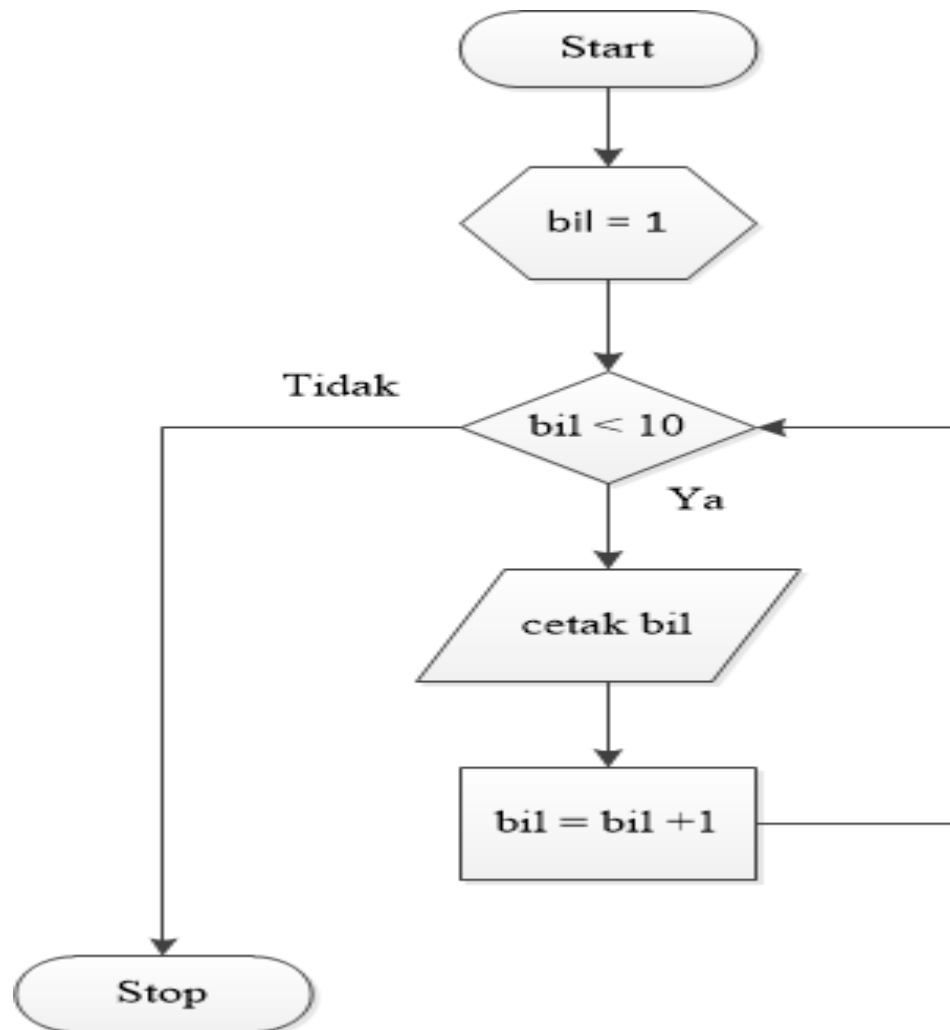 Start
bil = 1
Tidak
bil < 10
Ya
cetak bil
bil = bil +1
Stop